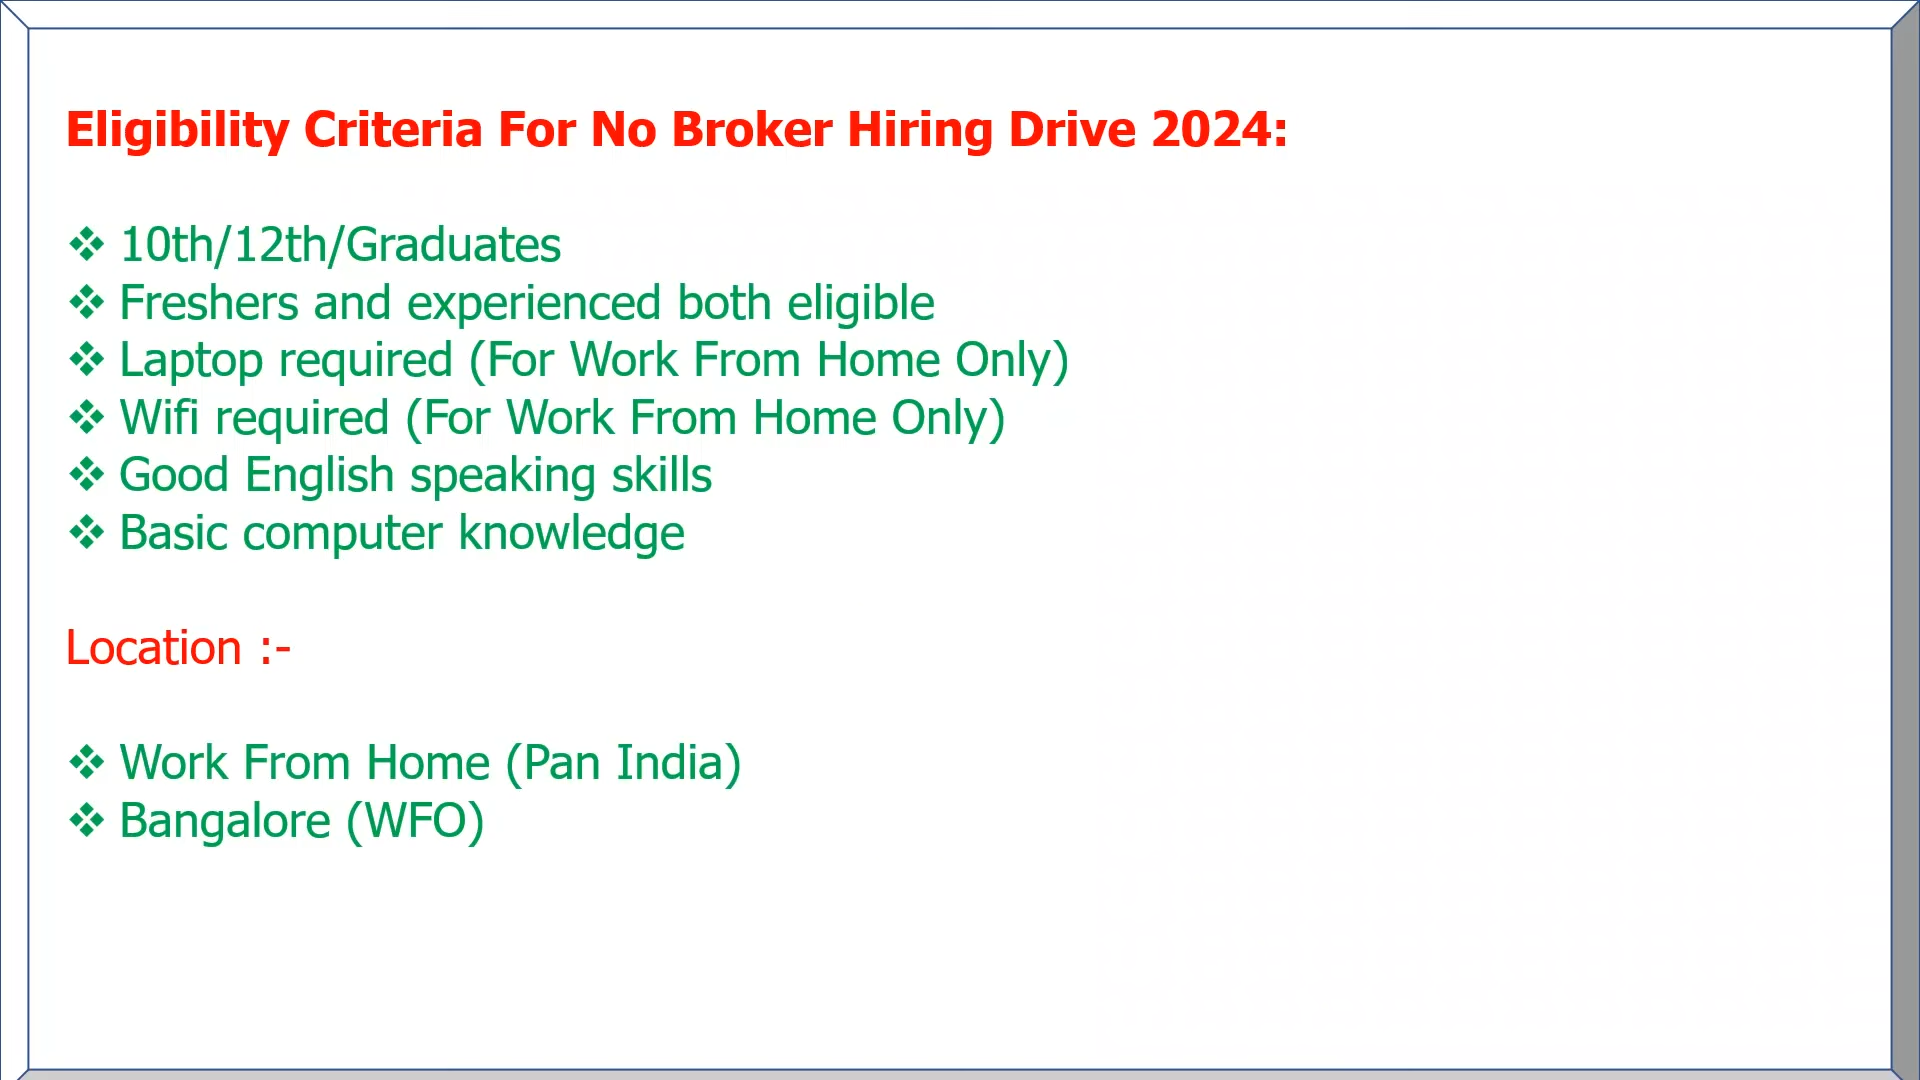 Eligibility Criteria For No Broker Hiring Drive 2024:
❖ 10th/12th/Graduates
❖ Freshers and experienced both eligible
❖ Laptop required (For Work From Home Only)
❖ Wifi required (For Work From Home Only)
❖ Good English speaking skills
❖ Basic computer knowledge
Location :-
❖ Work From Home (Pan India)
❖ Bangalore (WFO)